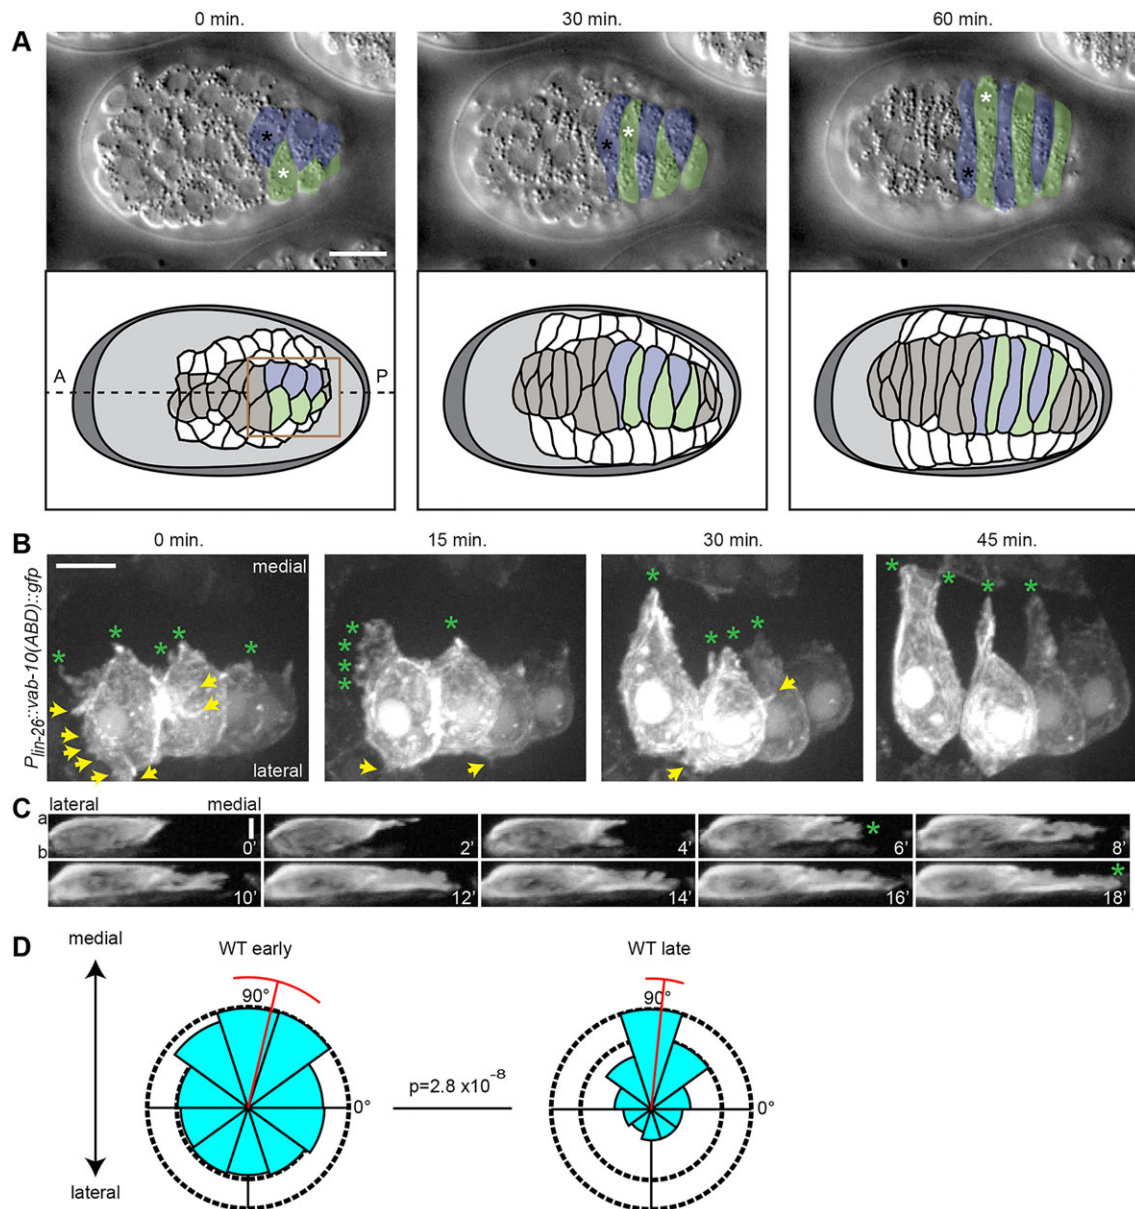 0 min.
30 min.
60 min.
A
A
P
B
0 min.
15 min.
30 min.
45 min.
Plin-26::vab-10(ABD)::gfp
medial
lateral
C
lateral
medial
a
b
0’
2’
4’
6’
8’
10’
12’
14’
16’
18’
D
medial
lateral
WT early
WT late
90°
0°
p=2.8 x10⁻⁸
90°
0°